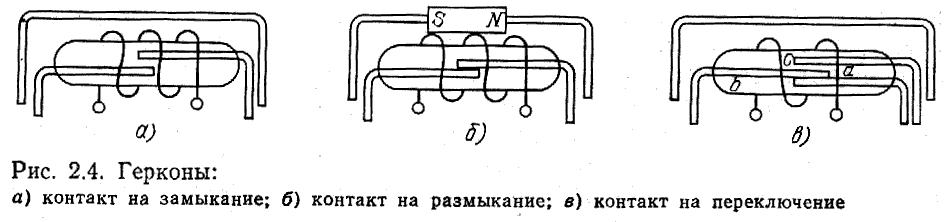 S N
c a
b
а) б) в)
Рис. 2.4. Герконы:
а) контакт на замыкание; б) контакт на размыкание; в) контакт на переключение